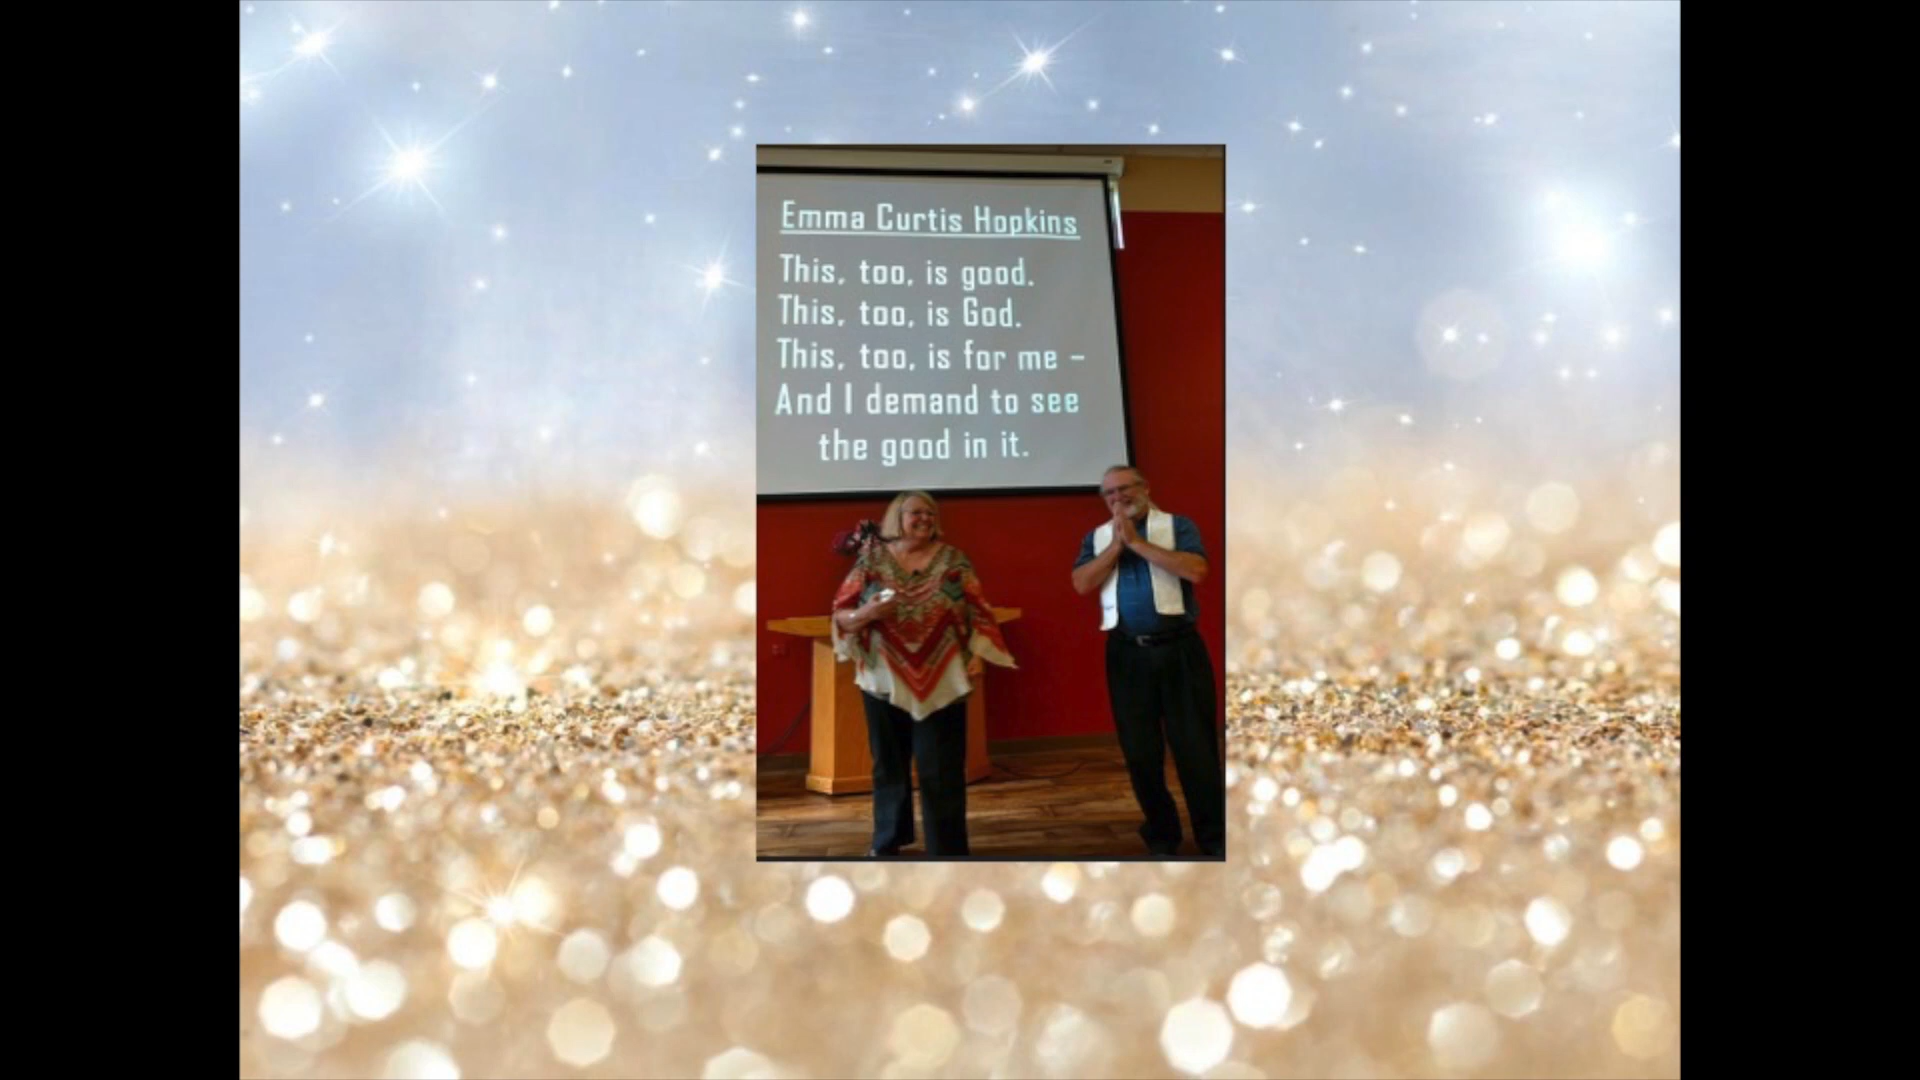 Emma Curtis Hopkins
This, too, is good.
This, too, is God.
This, too, is for me –
And I demand to see
the good in it.